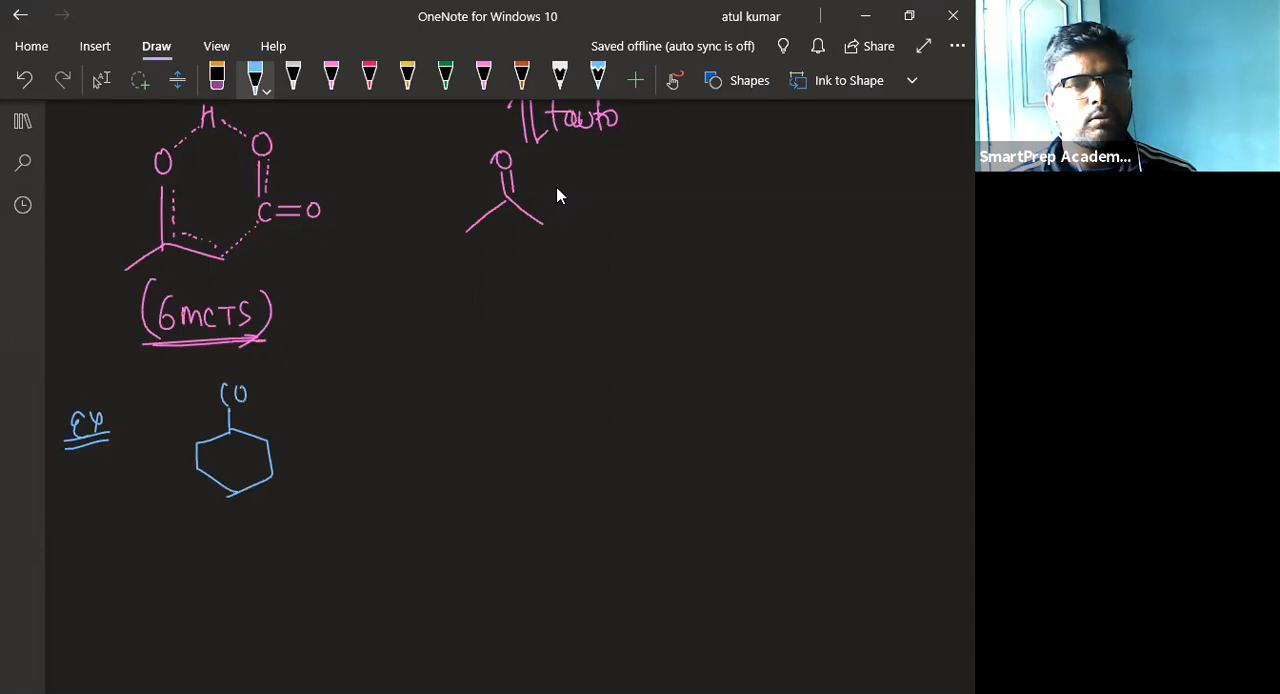 OneNote for Windows 10
atul kumar
Home Insert Draw View Help
Saved offline (auto sync is off)
Share
Shapes
Ink to Shape
SmartPrep Academ...
H
tauto
O
O
O
C=O
(6mCTS)
CO